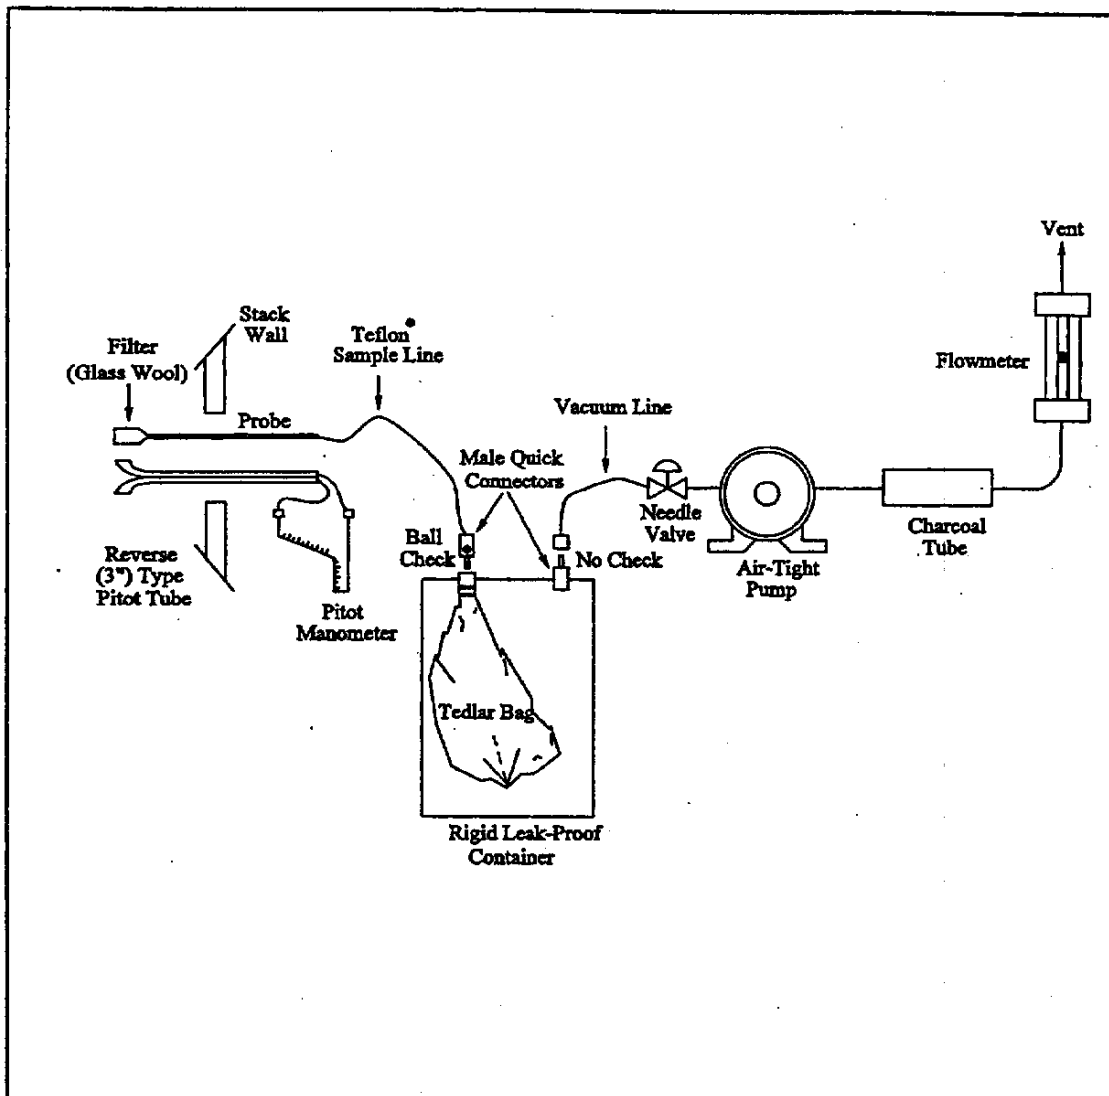 Vent
Stack
Wall
Teflon®
Sample Line
Filter
(Glass Wool)
Flowmeter
Probe
Vacuum Line
Male Quick
Connectors
Needle
Valve
Charcoal
Tube
Ball
Check
No Check
Air-Tight
Pump
Reverse
(3") Type
Pitot Tube
Pitot
Manometer
Tedlar Bag
Rigid Leak-Proof
Container